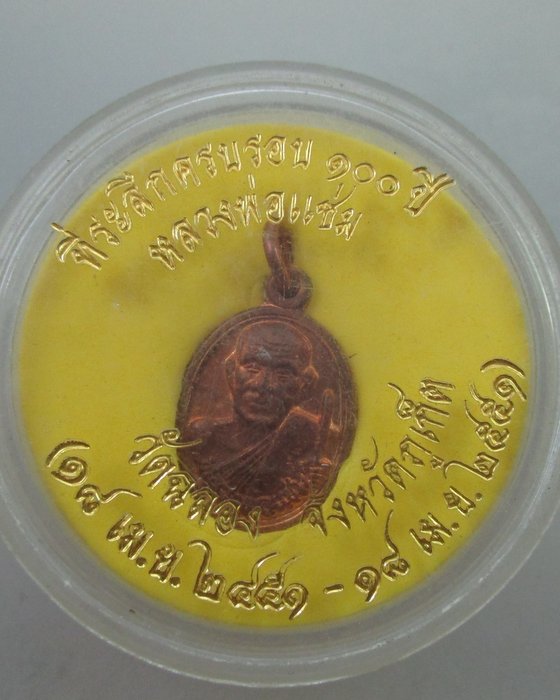 ที่ระลึกครบรอบ ๑๐๐ ปี
หลวงพ่อแช่ม
วัดฉลอง จังหวัดภูเก็ต
(๑๘ เม.ย. ๒๔๕๑ - ๑๘ เม.ย. ๒๕๕๑)